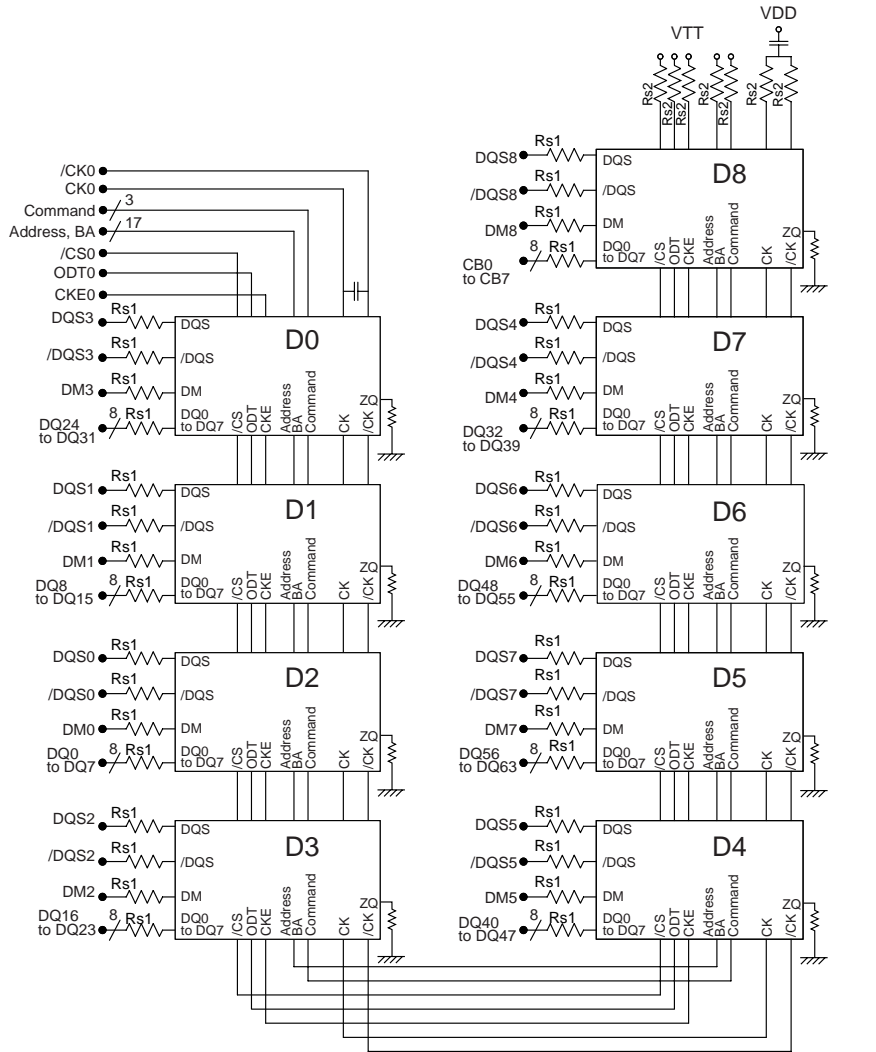 VDD
VTT
Rs2
Rs2
Rs2
Rs2
Rs2
Rs2
Rs2
/CK0
CK0
Command
3
Address, BA
17
/CS0
ODT0
CKE0
DQS3
Rs1
DQS
D0
/DQS3
Rs1
/DQS
DM3
Rs1
DM
DQ24
to DQ31
8
Rs1
DQ0
to DQ7
/CS
ODT
CKE
Address
BA
Command
CK
/CK
ZQ
DQS1
Rs1
DQS
D1
/DQS1
Rs1
/DQS
DM1
Rs1
DM
DQ8
to DQ15
8
Rs1
DQ0
to DQ7
/CS
ODT
CKE
Address
BA
Command
CK
/CK
ZQ
DQS0
Rs1
DQS
D2
/DQS0
Rs1
/DQS
DM0
Rs1
DM
DQ0
to DQ7
8
Rs1
DQ0
to DQ7
/CS
ODT
CKE
Address
BA
Command
CK
/CK
ZQ
DQS2
Rs1
DQS
D3
/DQS2
Rs1
/DQS
DM2
Rs1
DM
DQ16
to DQ23
8
Rs1
DQ0
to DQ7
/CS
ODT
CKE
Address
BA
Command
CK
/CK
ZQ
DQS8
Rs1
DQS
D8
/DQS8
Rs1
/DQS
DM8
Rs1
DM
CB0
to CB7
8
Rs1
DQ0
to DQ7
/CS
ODT
CKE
Address
BA
Command
CK
/CK
ZQ
DQS4
Rs1
DQS
D7
/DQS4
Rs1
/DQS
DM4
Rs1
DM
DQ32
to DQ39
8
Rs1
DQ0
to DQ7
/CS
ODT
CKE
Address
BA
Command
CK
/CK
ZQ
DQS6
Rs1
DQS
D6
/DQS6
Rs1
/DQS
DM6
Rs1
DM
DQ48
to DQ55
8
Rs1
DQ0
to DQ7
/CS
ODT
CKE
Address
BA
Command
CK
/CK
ZQ
DQS7
Rs1
DQS
D5
/DQS7
Rs1
/DQS
DM7
Rs1
DM
DQ56
to DQ63
8
Rs1
DQ0
to DQ7
/CS
ODT
CKE
Address
BA
Command
CK
/CK
ZQ
DQS5
Rs1
DQS
D4
/DQS5
Rs1
/DQS
DM5
Rs1
DM
DQ40
to DQ47
8
Rs1
DQ0
to DQ7
/CS
ODT
CKE
Address
BA
Command
CK
/CK
ZQ